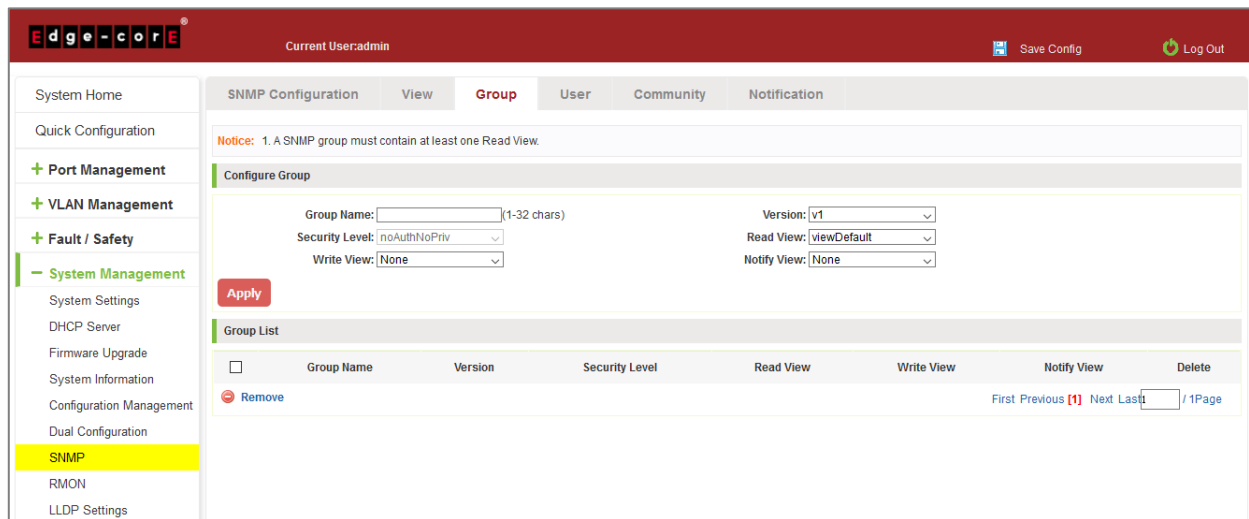 Edge-corE®
Current User:admin
Save Config
Log Out
System Home
Quick Configuration
+ Port Management
+ VLAN Management
+ Fault / Safety
− System Management
System Settings
DHCP Server
Firmware Upgrade
System Information
Configuration Management
Dual Configuration
SNMP
RMON
LLDP Settings
SNMP Configuration View Group User Community Notification
Notice: 1. A SNMP group must contain at least one Read View.
Configure Group
Group Name: (1-32 chars) Version: v1
Security Level: noAuthNoPriv Read View: viewDefault
Write View: None Notify View: None
Apply
Group List
Group Name Version Security Level Read View Write View Notify View Delete
Remove First Previous [1] Next Last 1 / 1Page